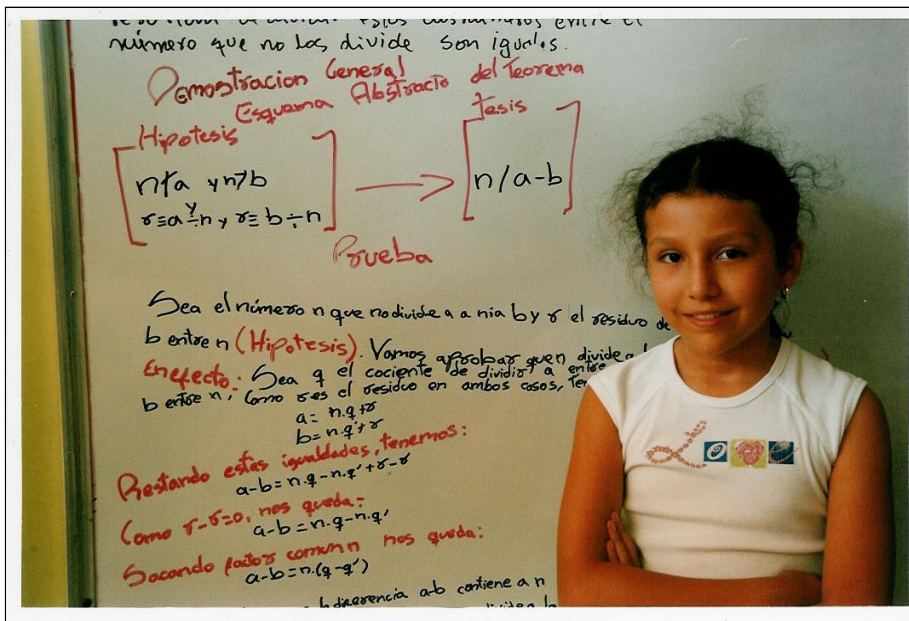 número que no los divide son iguales.
Demostracion General
Esquema Abstracto del Teorema
Hipotesis
Tesis
n∤a y n∤b
y
r≡a÷n y r≡b÷n
n/a-b
Prueba
Sea el número n que no divide a a ni a b y r el residuo de
b entre n (Hipotesis). Vamos a probar que n divide a
En efecto: Sea q el cociente de dividir a entre
b entre n, como r es el residuo en ambos casos,
a= n.q+r
b= n.q'+r
Restando estas igualdades, tenemos:
a-b=n.q-n.q'+r-r
Como r-r=0, nos queda:
a-b=n.q-n.q'
Sacando factor comun n nos queda:
a-b=n.(q-q')
diferencia a-b contiene a n